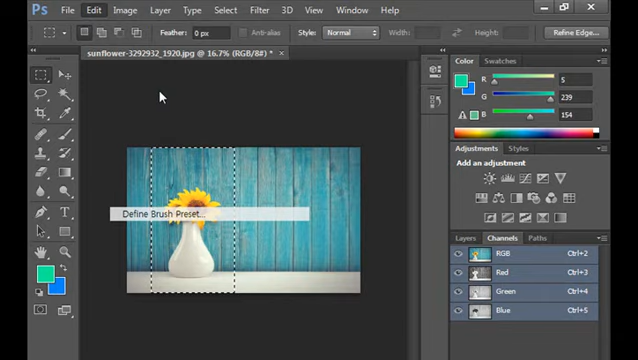 Ps File Edit Image Layer Type Select Filter 3D View Window Help
Feather: 0 px Anti-alias Style: Normal Width: Height: Refine Edge...
sunflower-3292932_1920.jpg @ 16.7% (RGB/8#) * ×
Define Brush Preset...
Color Swatches
R 5
G 239
B 154
Adjustments Styles
Add an adjustment
Layers Channels Paths
RGB Ctrl+2
Red Ctrl+3
Green Ctrl+4
Blue Ctrl+5